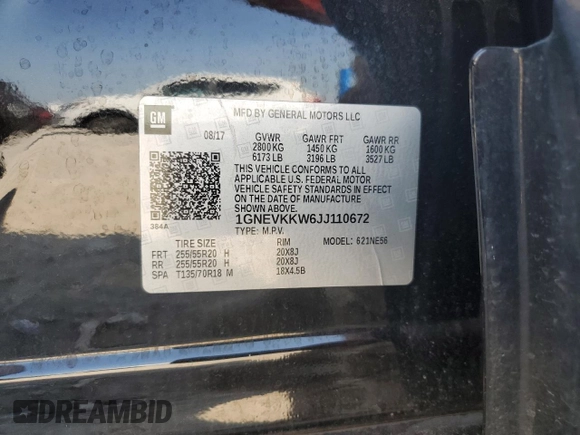 GM
MFD BY GENERAL MOTORS LLC
08/17 GVWR GAWR FRT GAWR RR
2800 KG 1450 KG 1600 KG
6173 LB 3196 LB 3527 LB
THIS VEHICLE CONFORMS TO ALL
APPLICABLE U.S. FEDERAL MOTOR
VEHICLE SAFETY STANDARDS IN EFFECT
ON THE DATE OF MANUFACTURE
SHOWN ABOVE.
384A 1GNEVKKW6JJ110672
TYPE: M.P.V. MODEL: 621NE56
TIRE SIZE RIM
FRT 255/55R20 H 20X8J
RR 255/55R20 H 20X8J
SPA T135/70R18 M 18X4.5B
DREAMBID